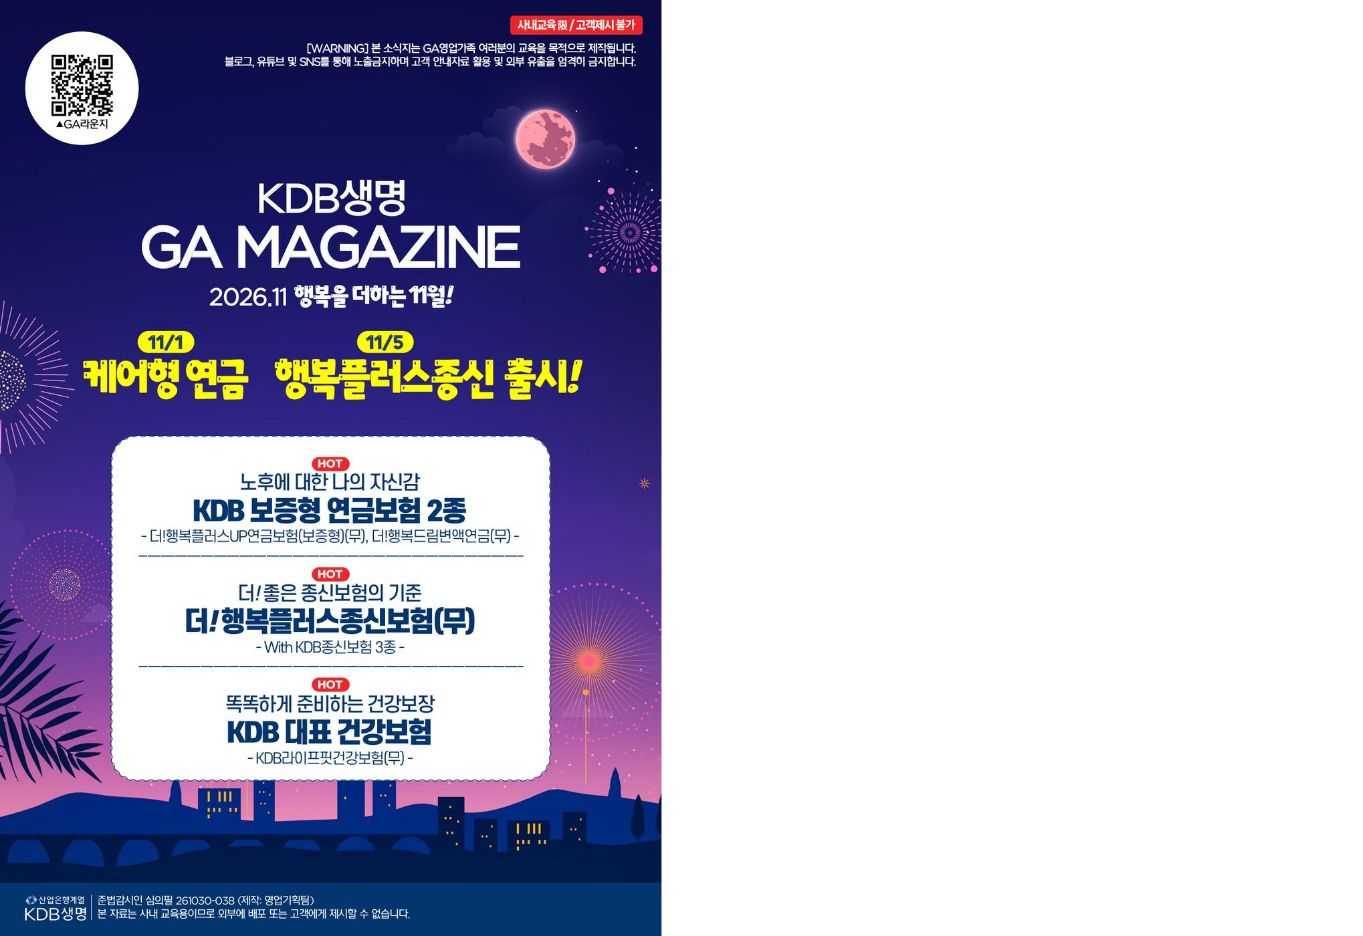 사내교육 限 / 고객제시 불가
[WARNING] 본 소식지는 GA영업가족 여러분의 교육을 목적으로 제작됩니다.
블로그, 유튜브 및 SNS를 통해 노출금지하며 고객 안내자료 활용 및 외부 유출을 엄격히 금지합니다.
▲GA라운지
KDB생명
GA MAGAZINE
2026.11 행복을 더하는 11월!
11/1 11/5
케어형 연금 행복플러스종신 출시!
HOT
노후에 대한 나의 자신감
KDB 보증형 연금보험 2종
- 더!행복플러스UP연금보험(보증형)(무), 더!행복드림변액연금(무) -
HOT
더!좋은 종신보험의 기준
더!행복플러스종신보험(무)
- With KDB종신보험 3종 -
HOT
똑똑하게 준비하는 건강보장
KDB 대표 건강보험
- KDB라이프핏건강보험(무) -
산업은행계열
KDB생명
준법감시인 심의필 261030-038 (제작: 영업기획팀)
본 자료는 사내 교육용이므로 외부에 배포 또는 고객에게 제시할 수 없습니다.